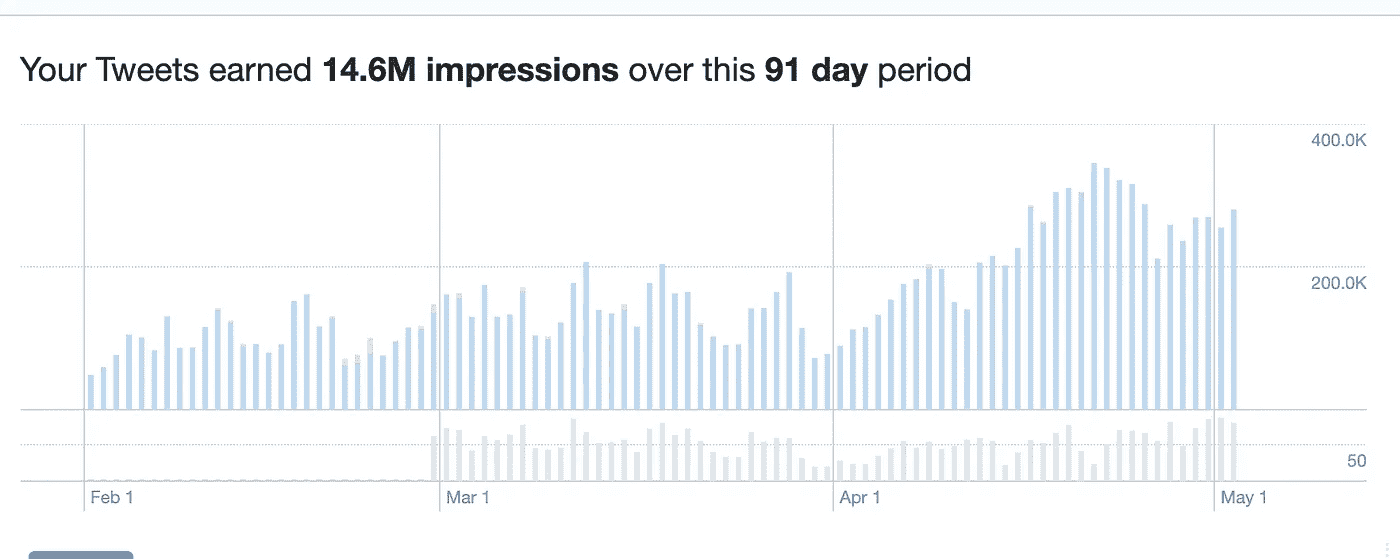 Your Tweets earned 14.6M impressions over this 91 day period
400.0K
200.0K
50
Feb 1
Mar 1
Apr 1
May 1